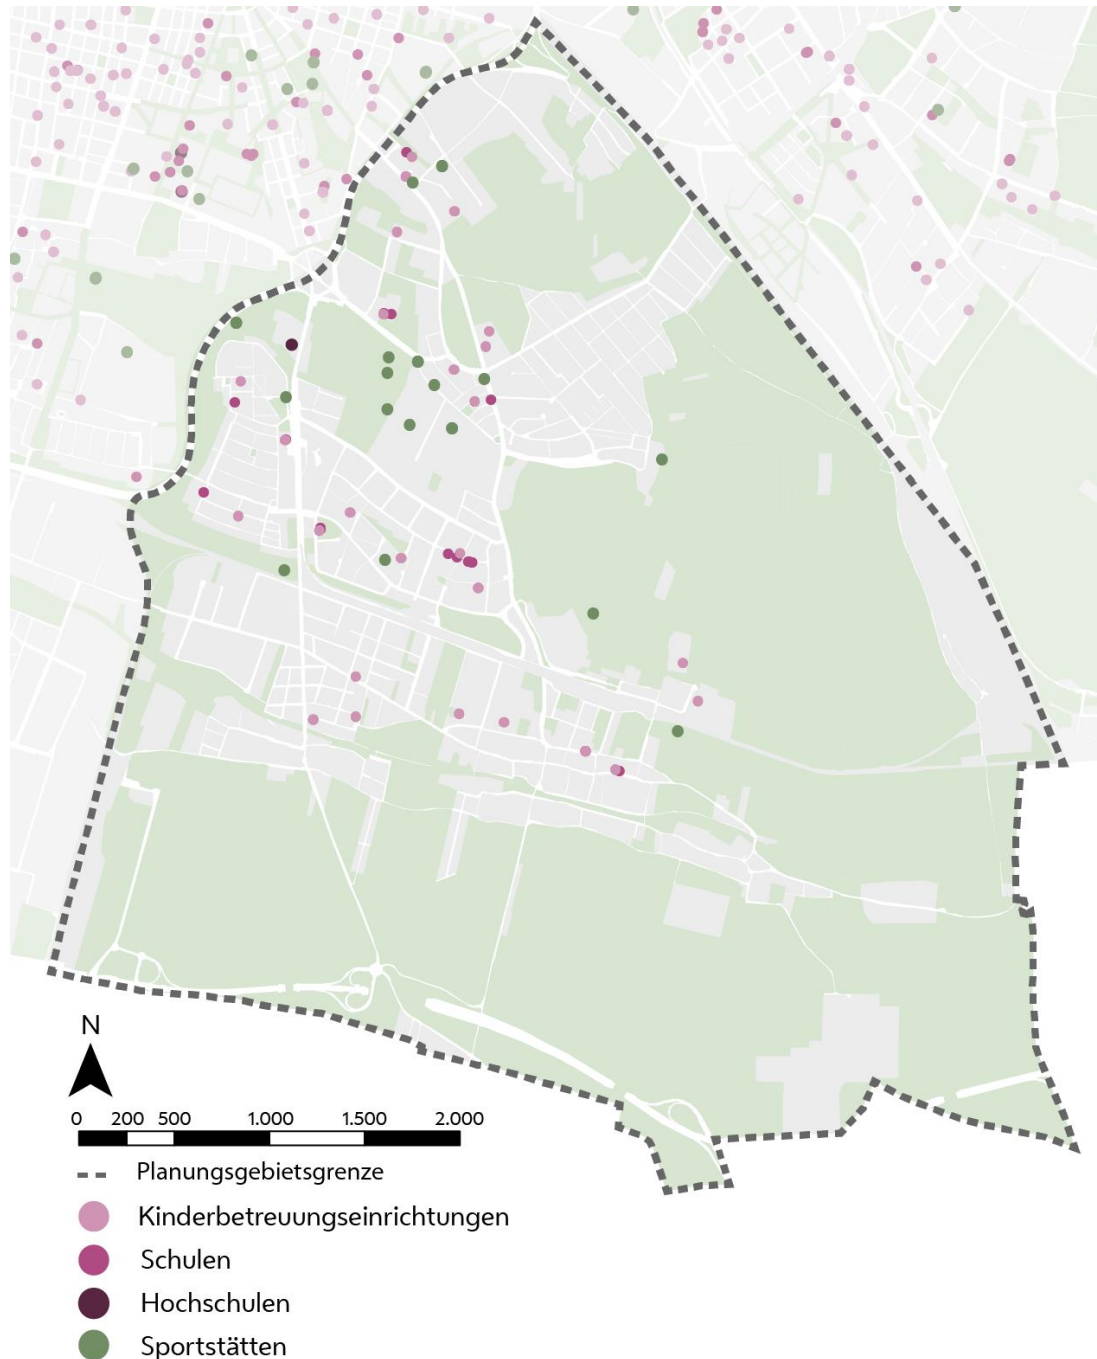 N
0 200 500 1.000 1.500 2.000
Planungsgebietsgrenze
Kinderbetreuungseinrichtungen
Schulen
Hochschulen
Sportstätten